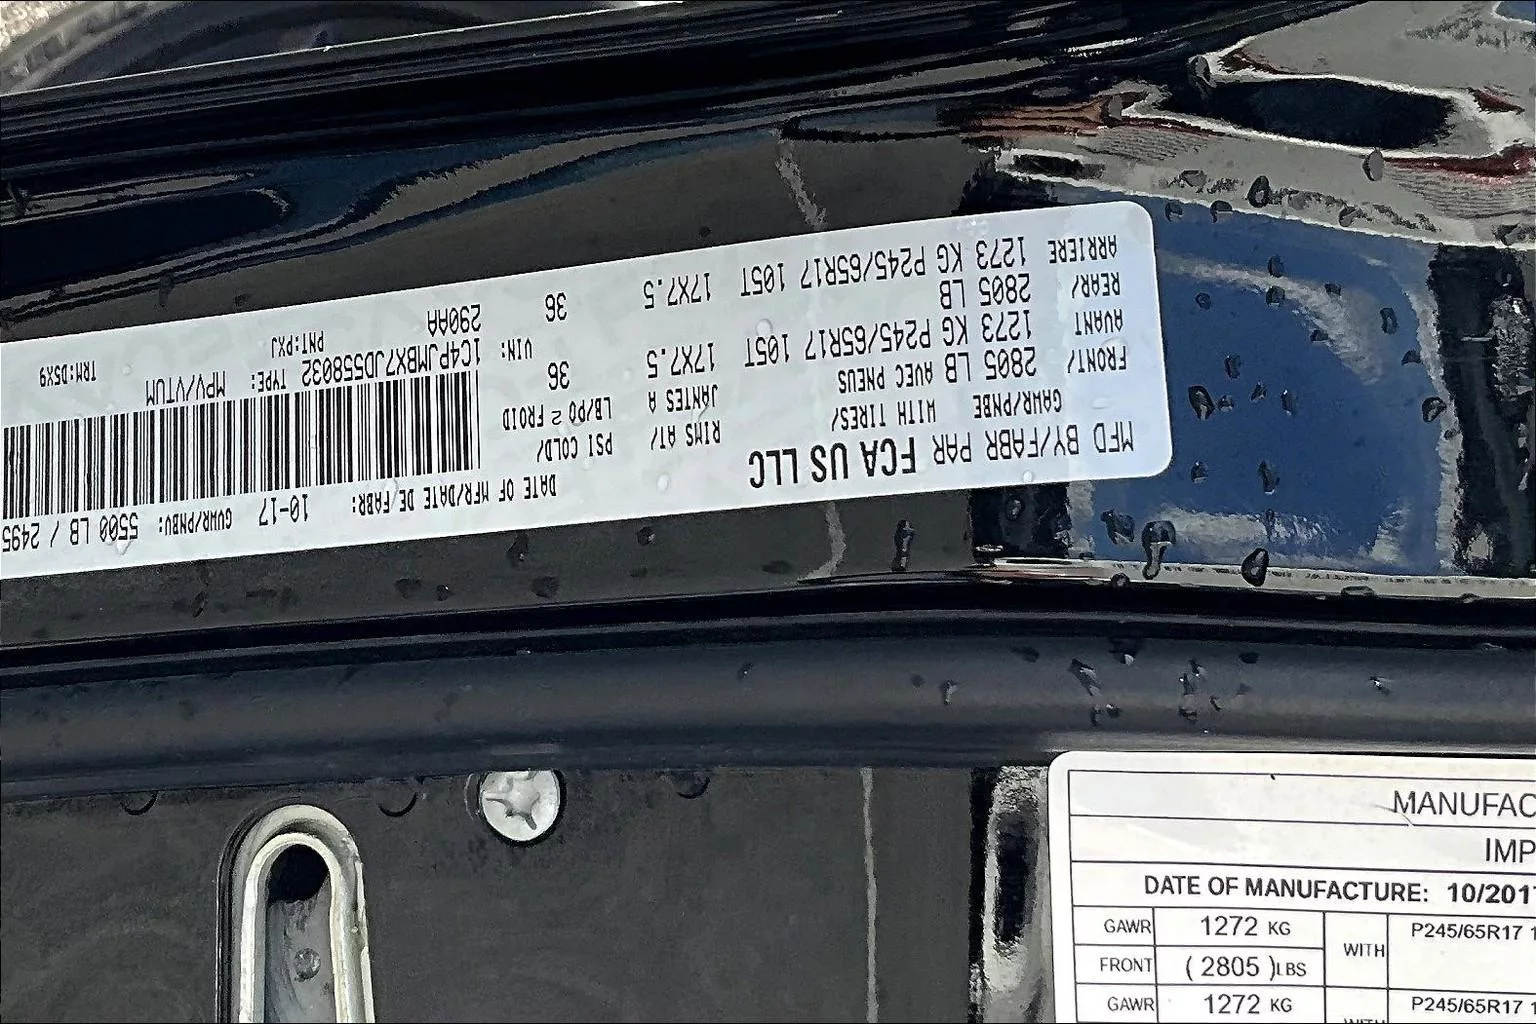 MFD BY/FABR PAR FCA US LLC
DATE OF MFR/DATE DE FABR: 10-17
GVWR/PNBV: 5500 LB / 2495
GAWR/PNBE WITH TIRES/ AVEC PNEUS
RIMS AT/ JANTES A
PSI COLD/ LB/PO 2 FROID
FRONT/ AVANT 2805 LB 1273 KG P245/65R17 105T 17X7.5 36
REAR/ ARRIERE 2805 LB 1273 KG P245/65R17 105T 17X7.5 36
VIN: 1C4PJMBX7JD558032 TYPE: MPV/VTUM
290AA
PNT:PXJ
TRM:DSX9
MANUFAC
IMP
DATE OF MANUFACTURE: 10/2017
GAWR 1272 KG WITH P245/65R17 1
FRONT ( 2805 )LBS
GAWR 1272 KG WITH P245/65R17 1